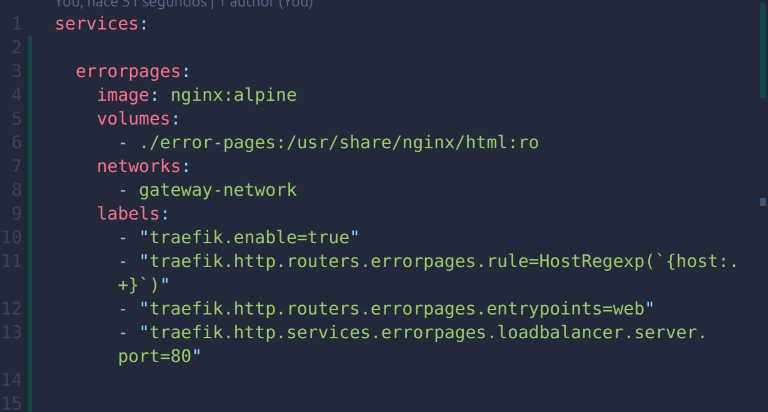 You, hace 31 segundos | 1 author (You)
1 services:
2
3 errorpages:
4 image: nginx:alpine
5 volumes:
6 - ./error-pages:/usr/share/nginx/html:ro
7 networks:
8 - gateway-network
9 labels:
10 - "traefik.enable=true"
11 - "traefik.http.routers.errorpages.rule=HostRegexp(`{host:.
+}`)"
12 - "traefik.http.routers.errorpages.entrypoints=web"
13 - "traefik.http.services.errorpages.loadbalancer.server.
port=80"
14
15